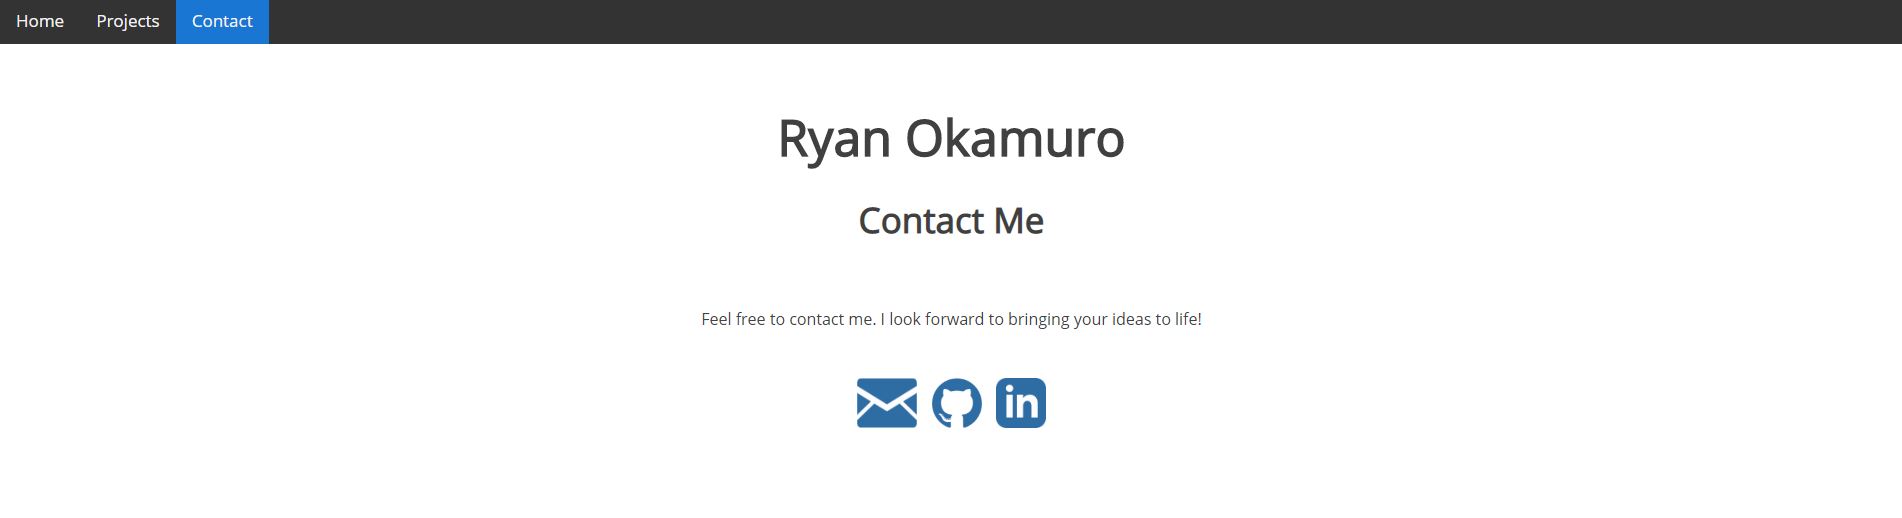 Home Projects Contact
Ryan Okamuro
Contact Me
Feel free to contact me. I look forward to bringing your ideas to life!
in